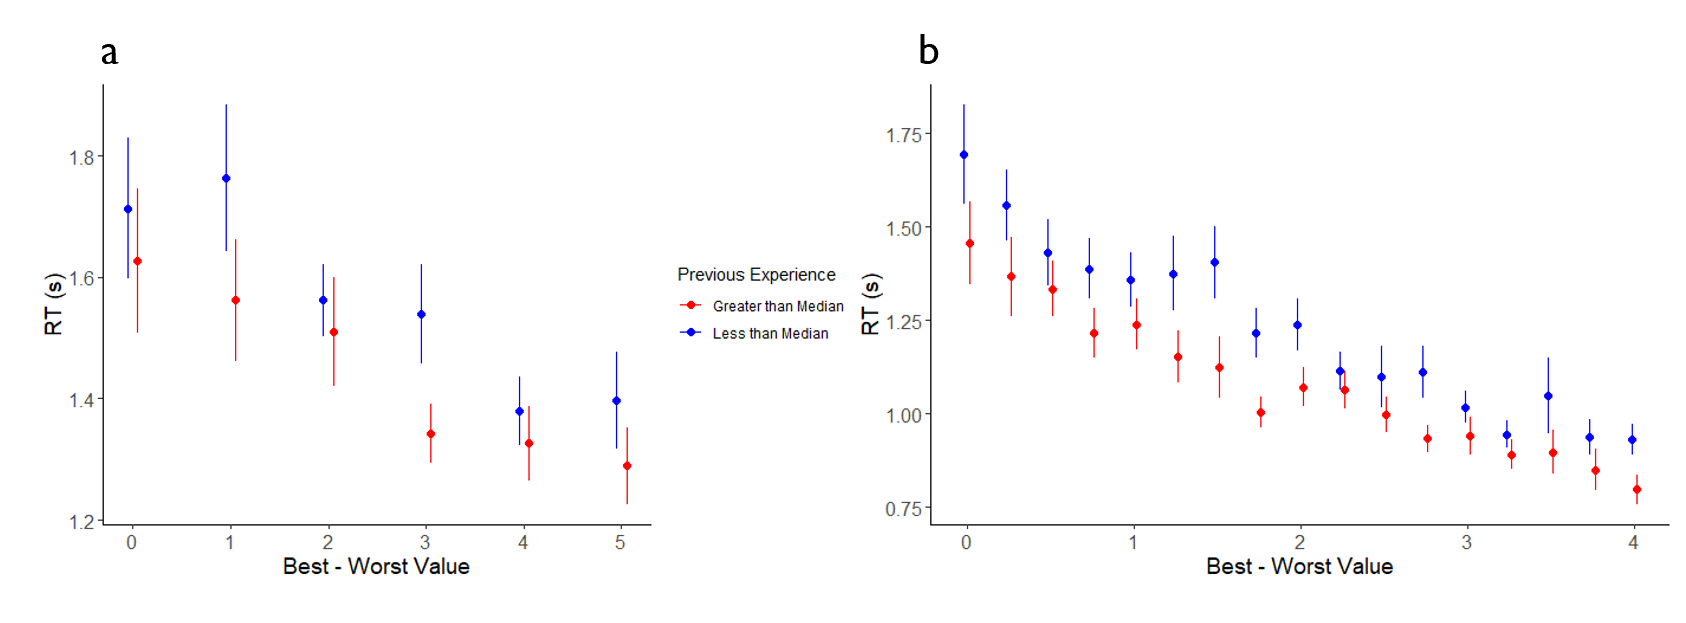 a
1.8
1.6
1.4
1.2
RT (s)
0 1 2 3 4 5
Best - Worst Value
Previous Experience
Greater than Median
Less than Median
b
1.75
1.50
1.25
1.00
0.75
RT (s)
0 1 2 3 4
Best - Worst Value